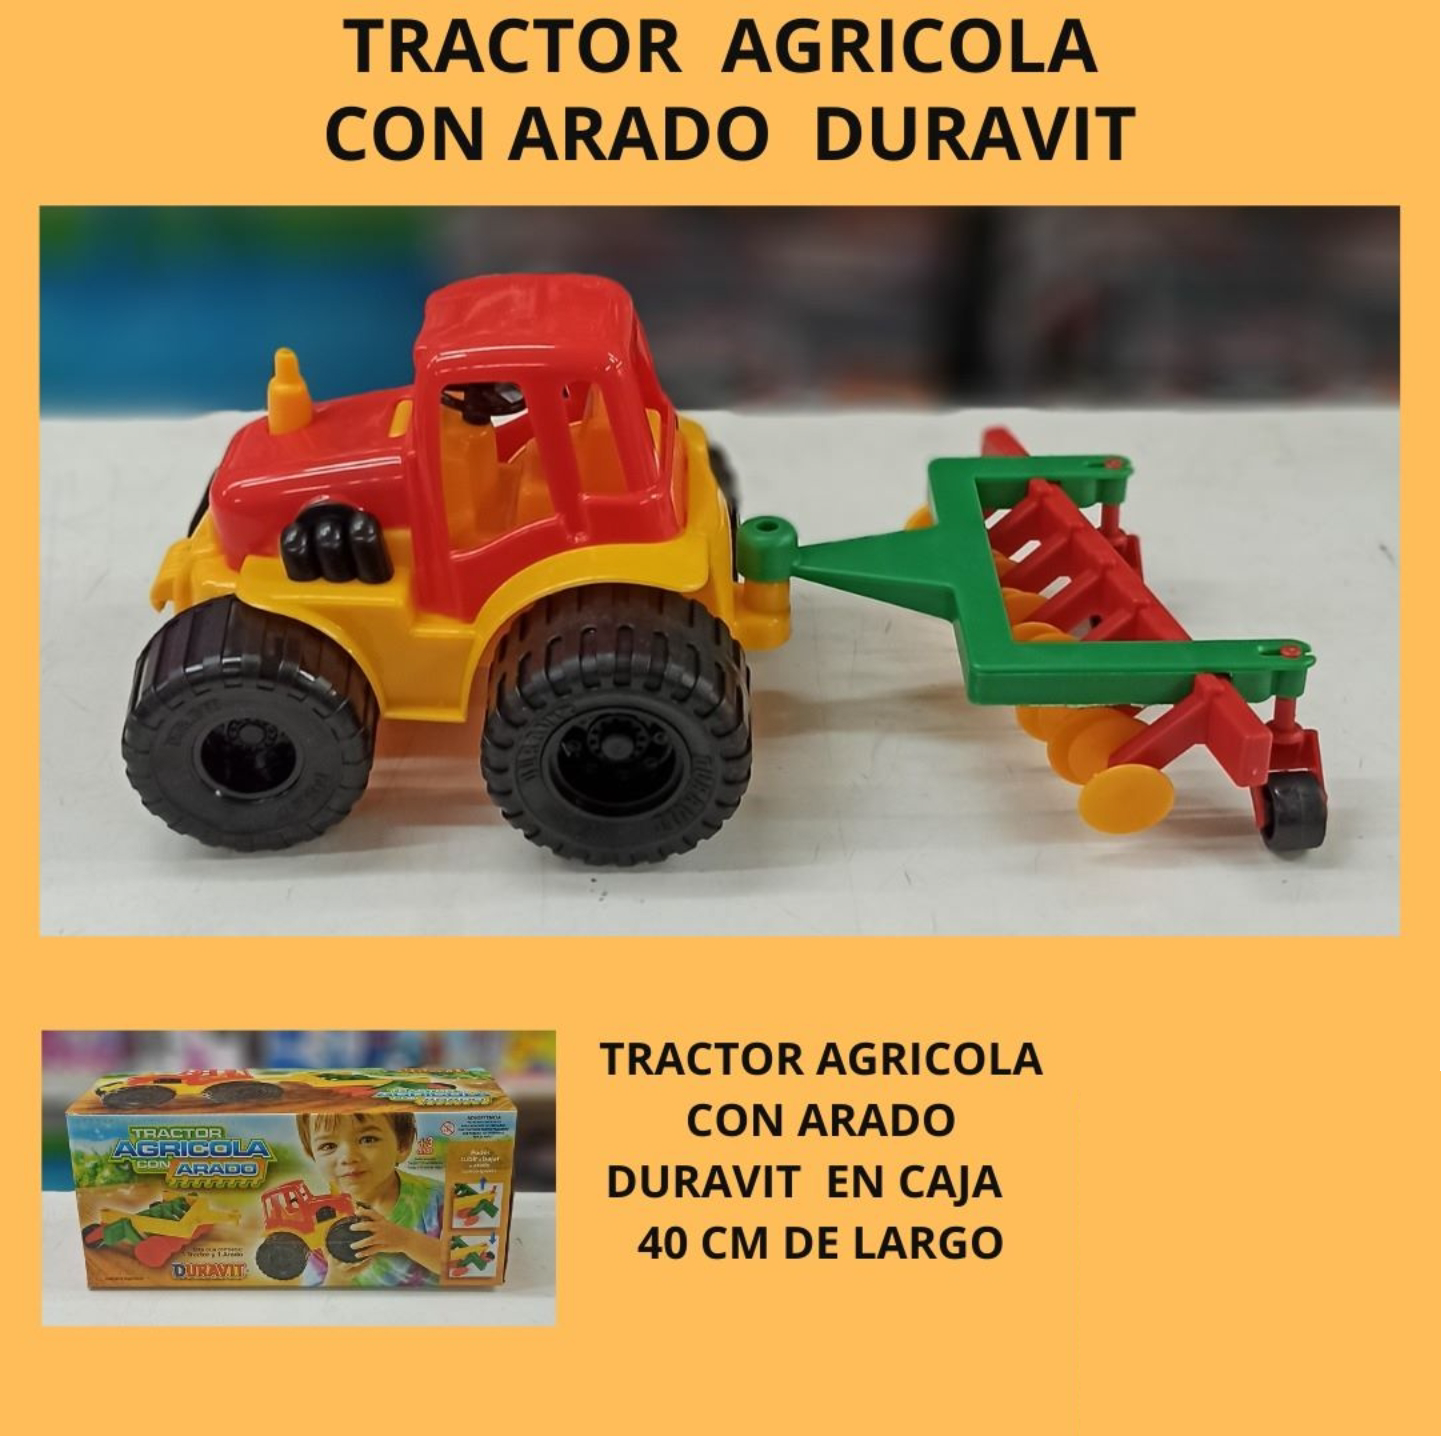 TRACTOR AGRICOLA
CON ARADO DURAVIT
TRACTOR AGRICOLA
CON ARADO
DURAVIT EN CAJA
40 CM DE LARGO
TRACTOR
AGRICOLA
CON ARADO
DURAVIT